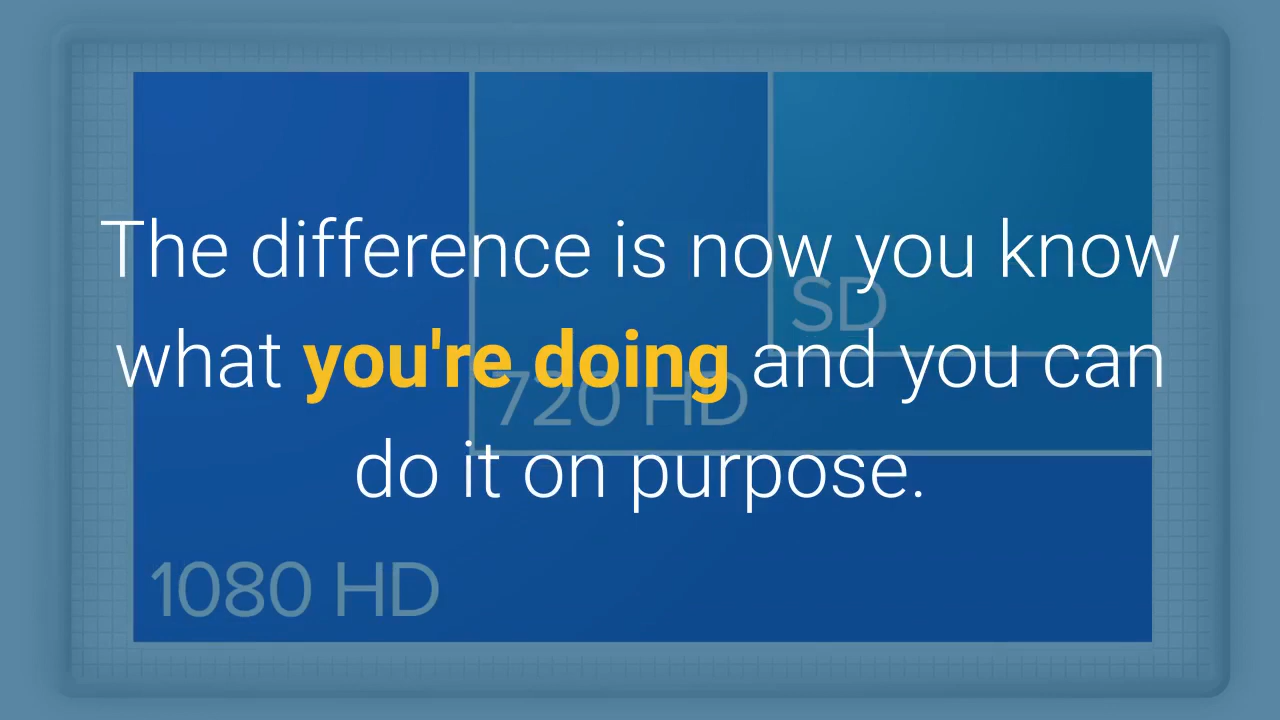 The difference is now you know
SD
what you're doing and you can
720 HD
do it on purpose.
1080 HD